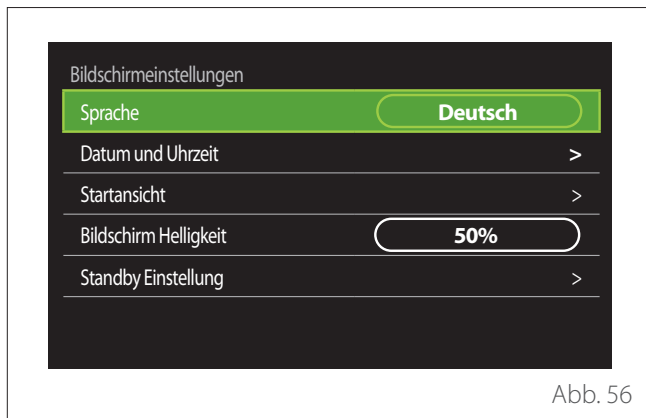 Bildschirmeinstellungen
Sprache Deutsch
Datum und Uhrzeit >
Startansicht >
Bildschirm Helligkeit 50%
Standby Einstellung >
Abb. 56